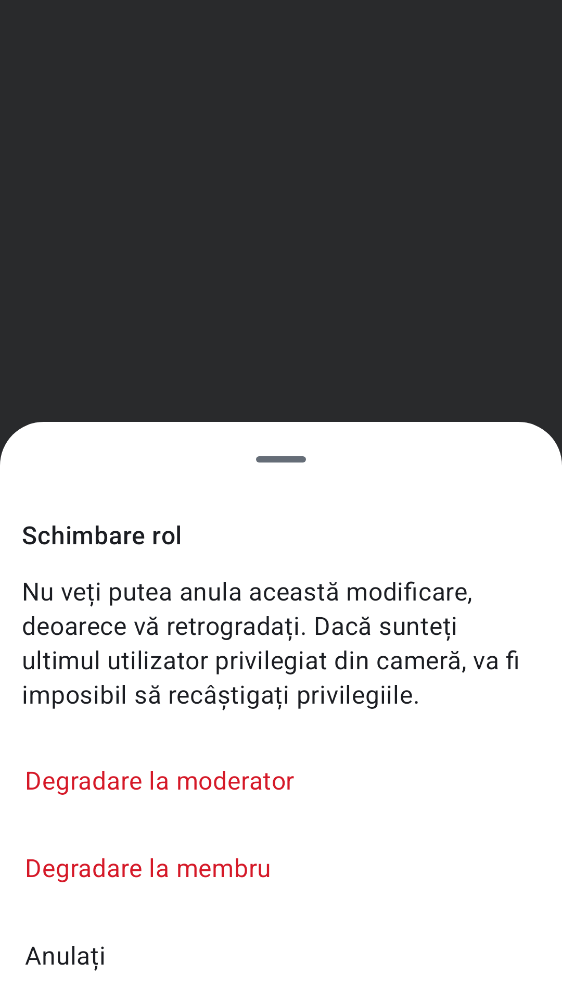 Schimbare rol
Nu veți putea anula această modificare,
deoarece vă retrogradați. Dacă sunteți
ultimul utilizator privilegiat din cameră, va fi
imposibil să recâștigați privilegiile.
Degradare la moderator
Degradare la membru
Anulați